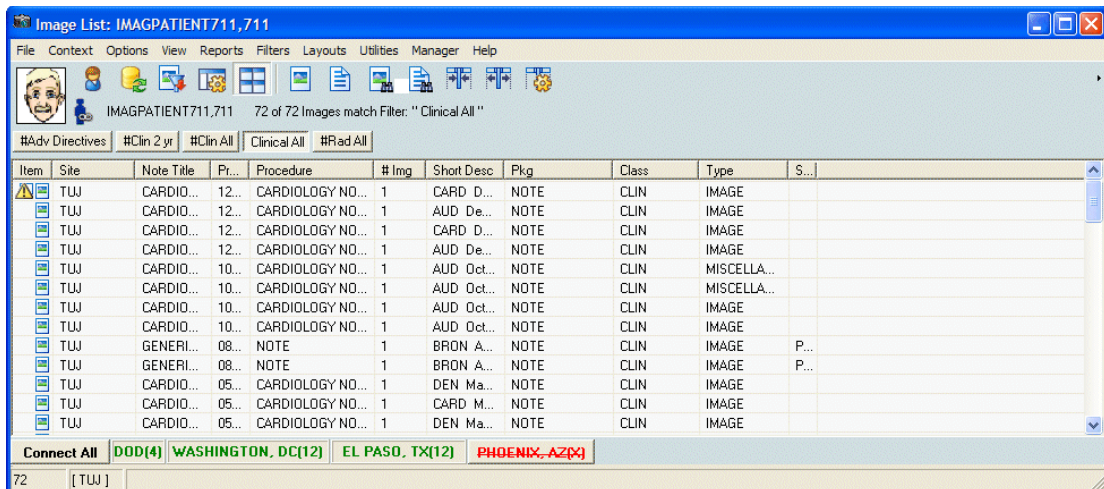 Image List: IMAGPATIENT711,711
File Context Options View Reports Filters Layouts Utilities Manager Help
IMAGPATIENT711,711 72 of 72 Images match Filter: " Clinical All "
#Adv Directives #Clin 2 yr #Clin All Clinical All #Rad All
Item Site Note Title Pr... Procedure # Img Short Desc Pkg Class Type S...
TUJ CARDIO... 12... CARDIOLOGY NO... 1 CARD D... NOTE CLIN IMAGE
TUJ CARDIO... 12... CARDIOLOGY NO... 1 AUD De... NOTE CLIN IMAGE
TUJ CARDIO... 12... CARDIOLOGY NO... 1 CARD D... NOTE CLIN IMAGE
TUJ CARDIO... 12... CARDIOLOGY NO... 1 AUD De... NOTE CLIN IMAGE
TUJ CARDIO... 10... CARDIOLOGY NO... 1 AUD Oct... NOTE CLIN MISCELLA...
TUJ CARDIO... 10... CARDIOLOGY NO... 1 AUD Oct... NOTE CLIN MISCELLA...
TUJ CARDIO... 10... CARDIOLOGY NO... 1 AUD Oct... NOTE CLIN IMAGE
TUJ CARDIO... 10... CARDIOLOGY NO... 1 AUD Oct... NOTE CLIN IMAGE
TUJ GENERI... 08... NOTE 1 BRON A... NOTE CLIN IMAGE P...
TUJ GENERI... 08... NOTE 1 BRON A... NOTE CLIN IMAGE P...
TUJ CARDIO... 05... CARDIOLOGY NO... 1 DEN Ma... NOTE CLIN IMAGE
TUJ CARDIO... 05... CARDIOLOGY NO... 1 CARD M... NOTE CLIN IMAGE
TUJ CARDIO... 05... CARDIOLOGY NO... 1 DEN Ma... NOTE CLIN IMAGE
Connect All DOD(4) WASHINGTON, DC(12) EL PASO, TX(12) PHOENIX, AZ(X)
72 [ TUJ ]